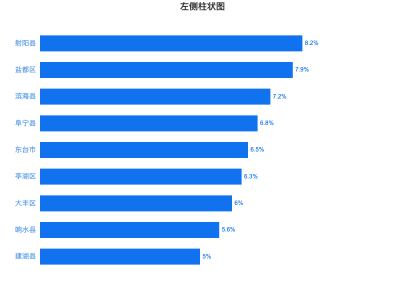 左侧柱状图
射阳县 8.2%
盐都区 7.9%
滨海县 7.2%
阜宁县 6.8%
东台市 6.5%
亭湖区 6.3%
大丰区 6%
响水县 5.6%
建湖县 5%